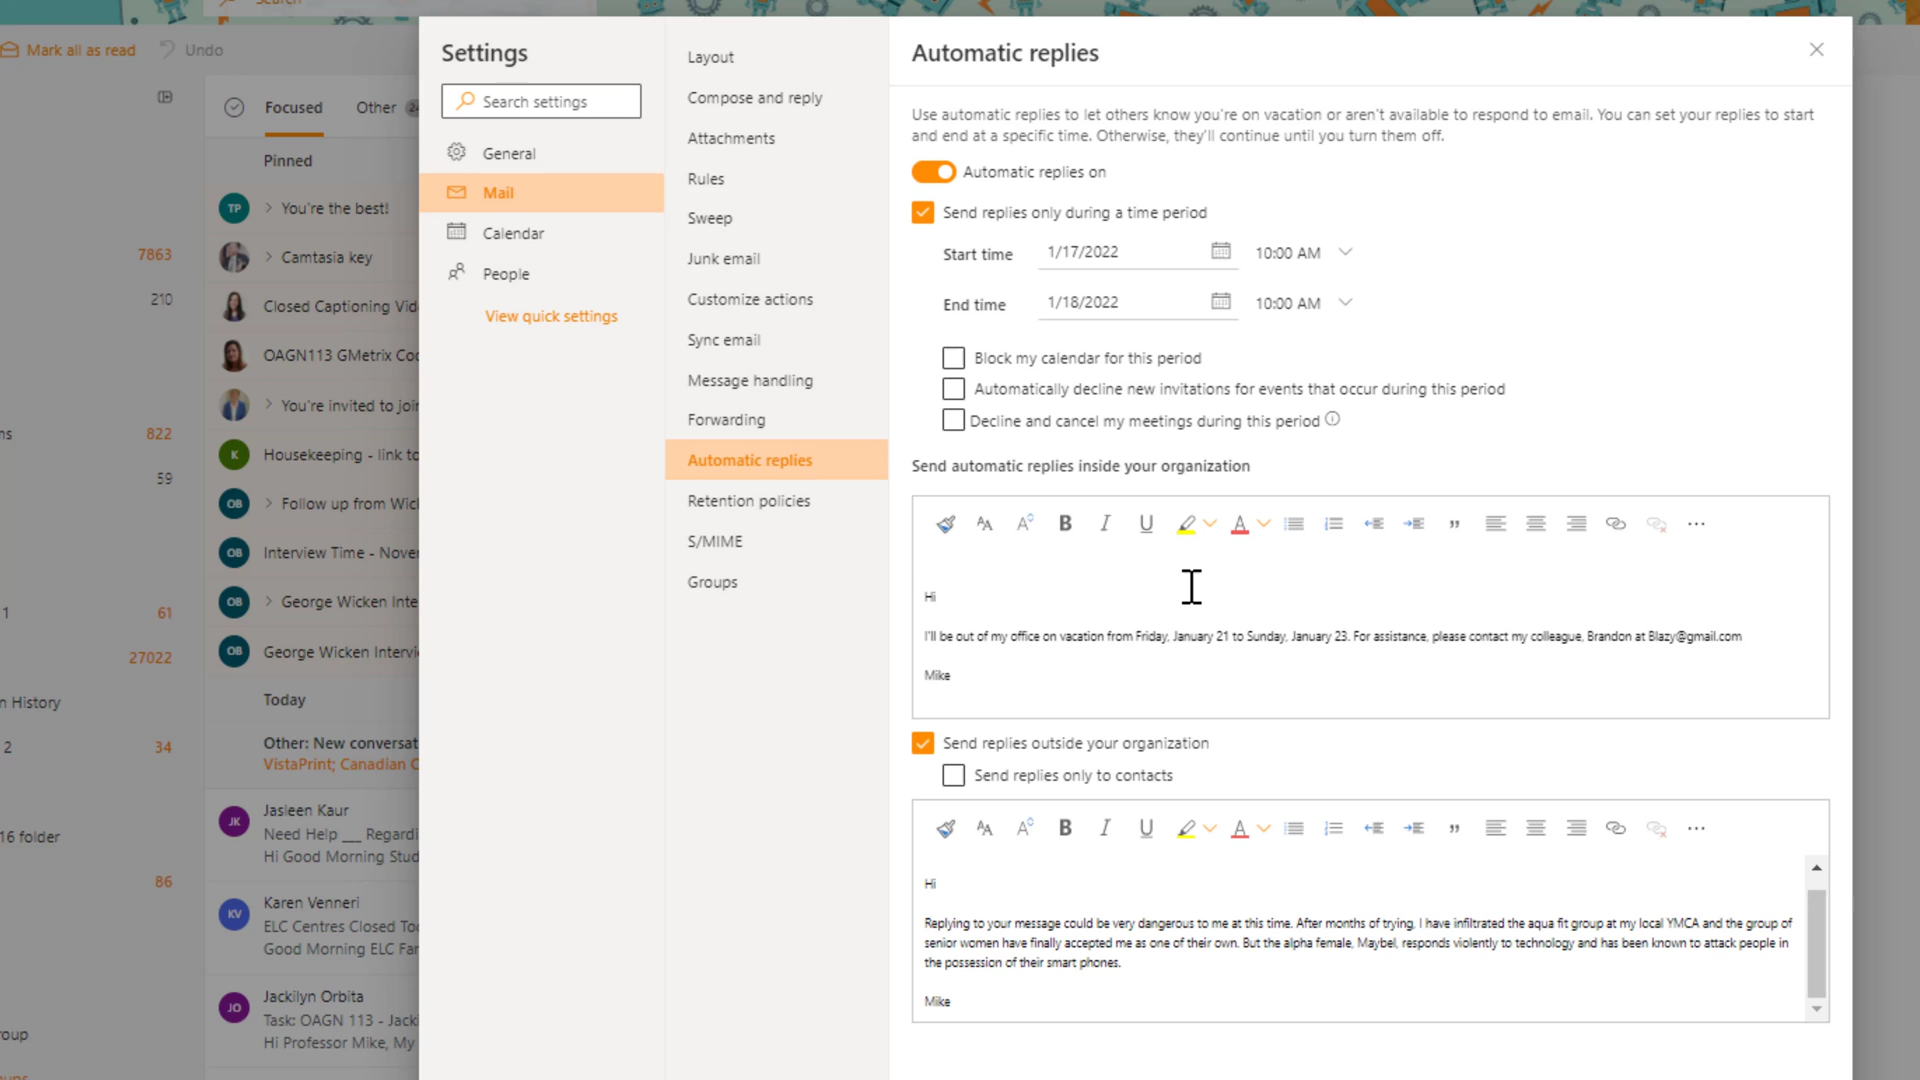 Search
Mark all as read
Undo
Focused
Other
Pinned
TP
You're the best!
7863
Camtasia key
210
Closed Captioning
OAGN113 GMetrix
You're invited to
822
K
Housekeeping - link to
59
OB
Follow up from
OB
Interview Time -
1
61
OB
George Wicken
27022
OB
George Wicken
Today
History
2
34
Other: New
VistaPrint; Canadian
Jasleen Kaur
JK
Need Help ___
Hi Good Morning
16 folder
86
Karen Venneri
KV
ELC Centres Closed
Good Morning ELC
Jackilyn Orbita
JO
Task: OAGN 113 -
Hi Professor Mike, My
Settings
Search settings
General
Mail
Calendar
People
View quick settings
Layout
Compose and reply
Attachments
Rules
Sweep
Junk email
Customize actions
Sync email
Message handling
Forwarding
Automatic replies
Retention policies
S/MIME
Groups
Automatic replies
Use automatic replies to let others know you're on vacation or aren't available to respond to email. You can set your replies to start
and end at a specific time. Otherwise, they'll continue until you turn them off.
Automatic replies on
Send replies only during a time period
Start time 1/17/2022 10:00 AM
End time 1/18/2022 10:00 AM
Block my calendar for this period
Automatically decline new invitations for events that occur during this period
Decline and cancel my meetings during this period
Send automatic replies inside your organization
Hi
I'll be out of my office on vacation from Friday, January 21 to Sunday, January 23. For assistance, please contact my colleague, Brandon at Blazy@gmail.com
Mike
Send replies outside your organization
Send replies only to contacts
Hi
Replying to your message could be very dangerous to me at this time. After months of trying, I have infiltrated the aqua fit group at my local YMCA and the group of
senior women have finally accepted me as one of their own. But the alpha female, Maybel, responds violently to technology and has been known to attack people in
the possession of their smart phones.
Mike